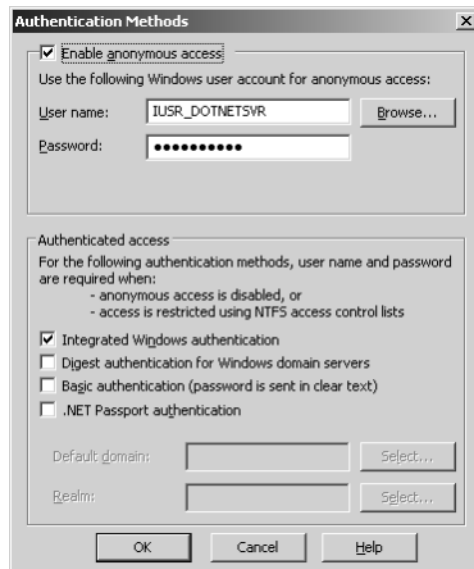 Authentication Methods
Enable anonymous access
Use the following Windows user account for anonymous access:
User name: IUSR_DOTNETSVR Browse...
Password: ●●●●●●●●●●
Authenticated access
For the following authentication methods, user name and password
are required when:
- anonymous access is disabled, or
- access is restricted using NTFS access control lists
Integrated Windows authentication
Digest authentication for Windows domain servers
Basic authentication (password is sent in clear text)
.NET Passport authentication
Default domain: Select...
Realm: Select...
OK Cancel Help